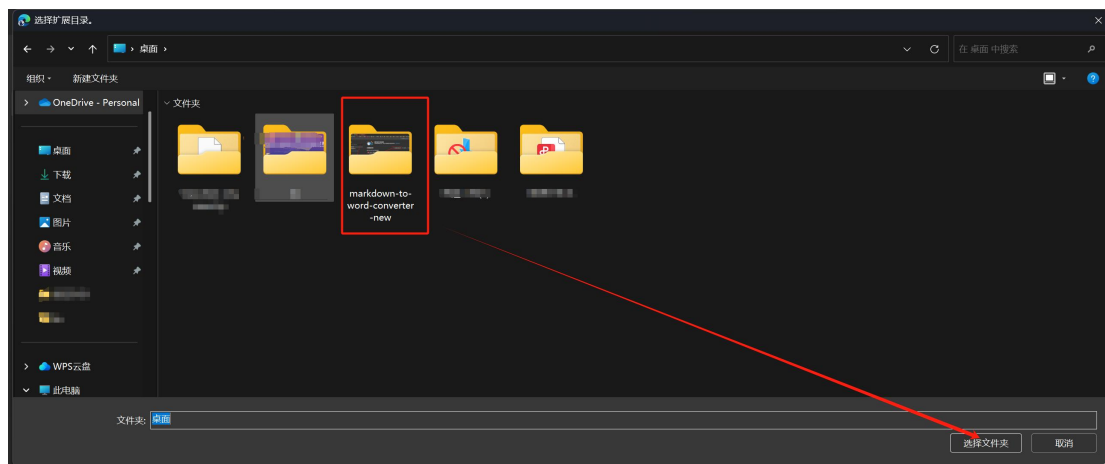 选择扩展目录。
桌面
在 桌面 中搜索
组织
新建文件夹
OneDrive - Personal
文件夹
桌面
下载
文档
图片
音乐
视频
markdown-to-
word-converter
-new
WPS云盘
此电脑
文件夹:
桌面
选择文件夹
取消